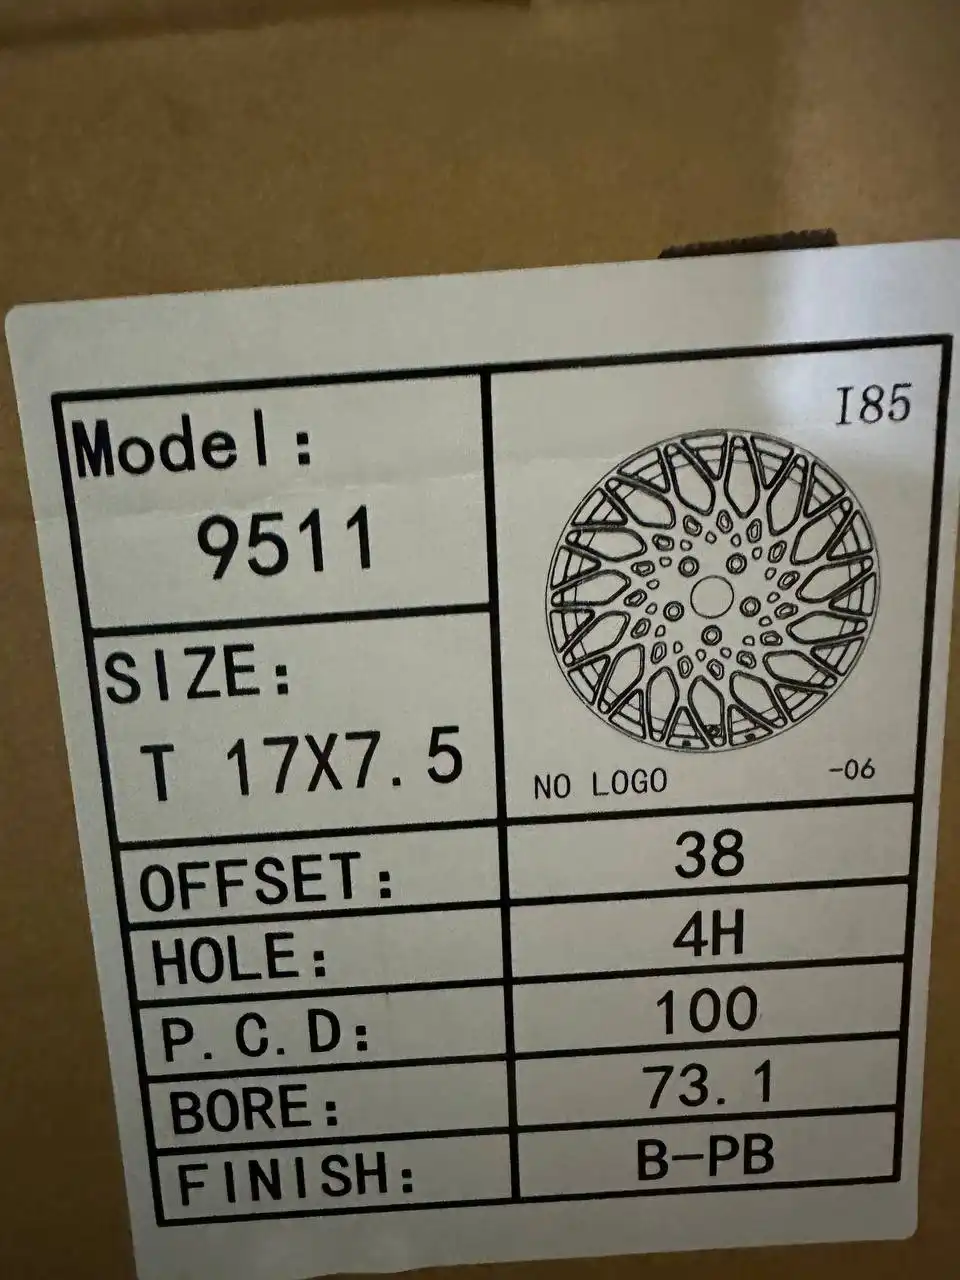 Model:
9511
I85
SIZE:
T 17X7.5
NO LOGO
-06
OFFSET: 38
HOLE: 4H
P.C.D: 100
BORE: 73.1
FINISH: B-PB